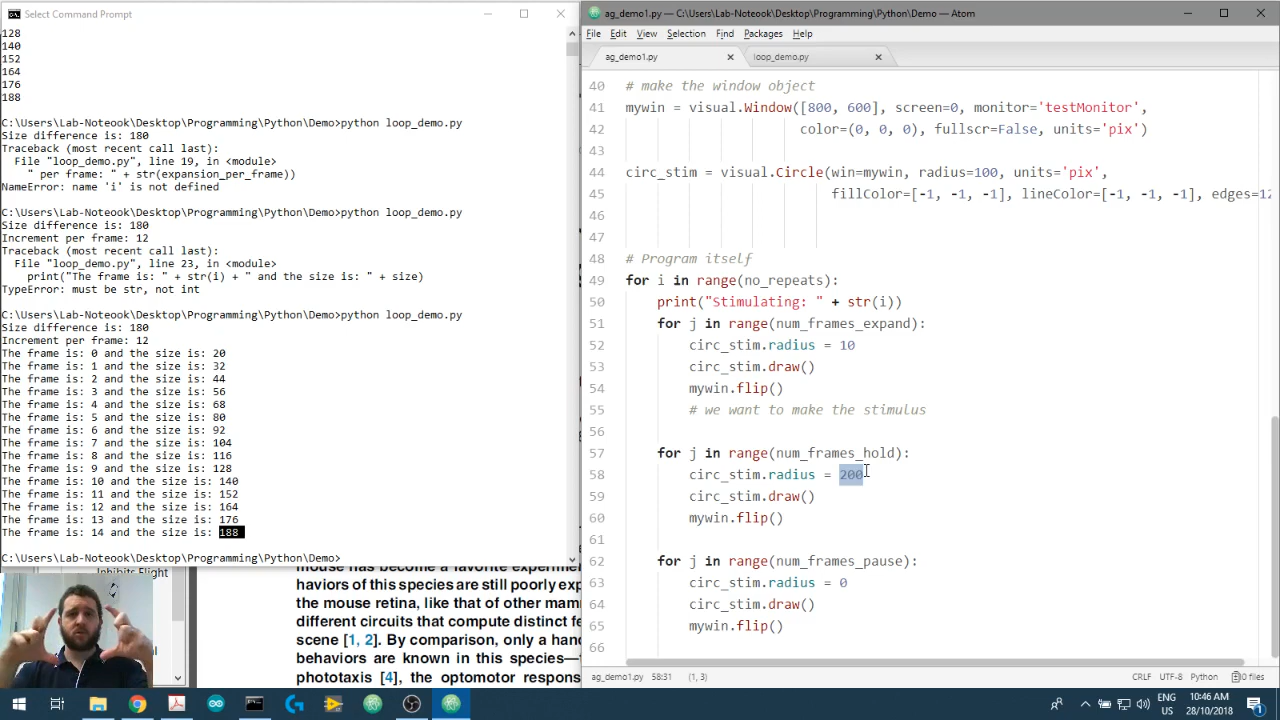 Select Command Prompt
128
140
152
164
176
188
C:\Users\Lab-Noteook\Desktop\Programming\Python\Demo>python loop_demo.py
Size difference is: 180
Traceback (most recent call last):
File "loop_demo.py", line 19, in <module>
" per frame: " + str(expansion_per_frame))
NameError: name 'i' is not defined
C:\Users\Lab-Noteook\Desktop\Programming\Python\Demo>python loop_demo.py
Size difference is: 180
Increment per frame: 12
Traceback (most recent call last):
File "loop_demo.py", line 23, in <module>
print("The frame is: " + str(i) + " and the size is: " + size)
TypeError: must be str, not int
C:\Users\Lab-Noteook\Desktop\Programming\Python\Demo>python loop_demo.py
Size difference is: 180
Increment per frame: 12
The frame is: 0 and the size is: 20
The frame is: 1 and the size is: 32
The frame is: 2 and the size is: 44
The frame is: 3 and the size is: 56
The frame is: 4 and the size is: 68
The frame is: 5 and the size is: 80
The frame is: 6 and the size is: 92
The frame is: 7 and the size is: 104
The frame is: 8 and the size is: 116
The frame is: 9 and the size is: 128
The frame is: 10 and the size is: 140
The frame is: 11 and the size is: 152
The frame is: 12 and the size is: 164
The frame is: 13 and the size is: 176
The frame is: 14 and the size is: 188
C:\Users\Lab-Noteook\Desktop\Programming\Python\Demo>
Inhibits Flight
mouse has become a favorite experim
haviors of this species are still poorly exp
the mouse retina, like that of other mam
different circuits that compute distinct fe
scene [1, 2]. By comparison, only a hand
behaviors are known in this species—
phototaxis [4], the optomotor respons
ag_demo1.py — C:\Users\Lab-Noteook\Desktop\Programming\Python\Demo — Atom
File Edit View Selection Find Packages Help
ag_demo1.py loop_demo.py
40 # make the window object
41 mywin = visual.Window([800, 600], screen=0, monitor='testMonitor',
42 color=(0, 0, 0), fullscr=False, units='pix')
43
44 circ_stim = visual.Circle(win=mywin, radius=100, units='pix',
45 fillColor=[-1, -1, -1], lineColor=[-1, -1, -1], edges=12
46
47
48 # Program itself
49 for i in range(no_repeats):
50 print("Stimulating: " + str(i))
51 for j in range(num_frames_expand):
52 circ_stim.radius = 10
53 circ_stim.draw()
54 mywin.flip()
55 # we want to make the stimulus
56
57 for j in range(num_frames_hold):
58 circ_stim.radius = 200
59 circ_stim.draw()
60 mywin.flip()
61
62 for j in range(num_frames_pause):
63 circ_stim.radius = 0
64 circ_stim.draw()
65 mywin.flip()
66
ag_demo1.py 58:31 (1, 3) CRLF UTF-8 Python 0 files
ENG
US
10:46 AM
28/10/2018
1